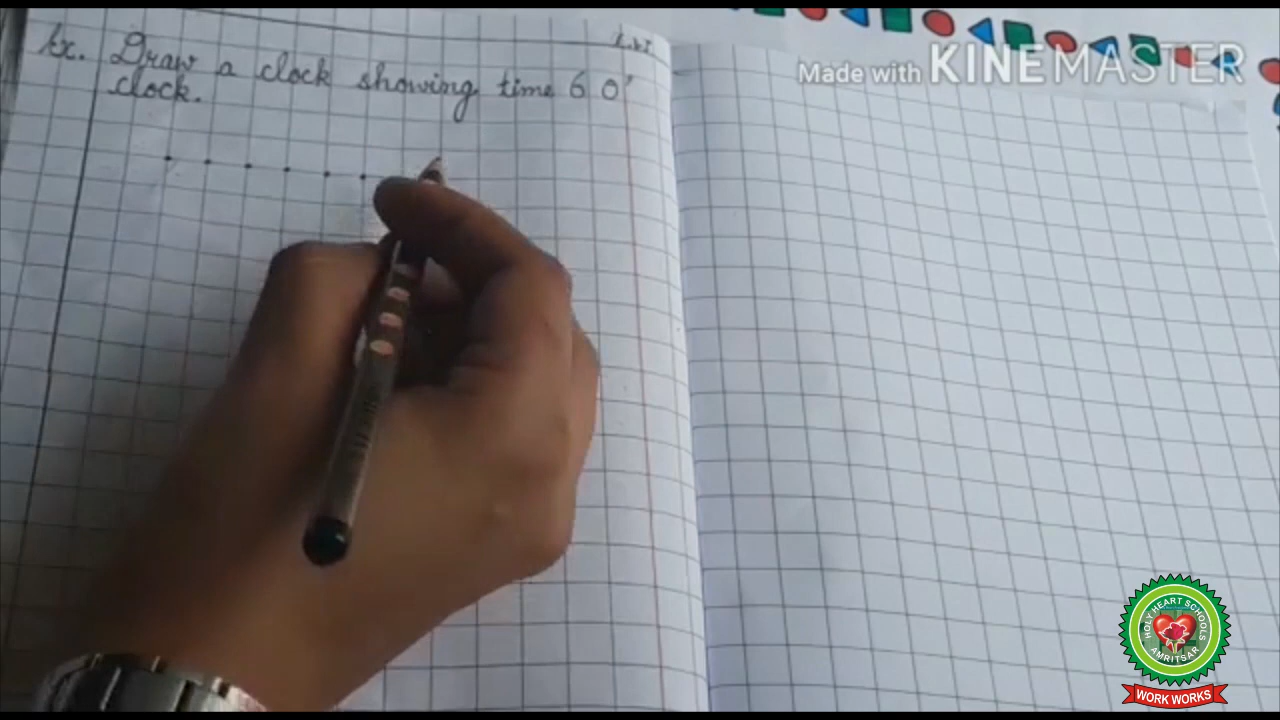 Ex. Draw a clock showing time 6 O'
clock.
Made with KINEMASTER
HOLY HEART SCHOOLS
AMRITSAR
WORK WORKS